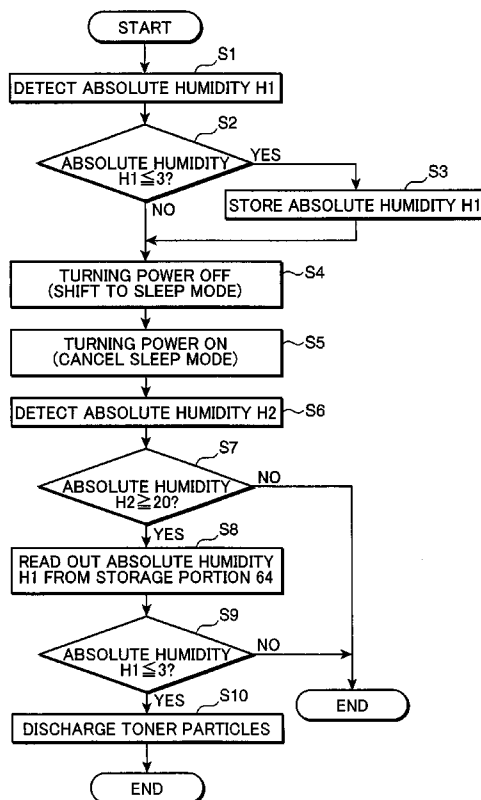 START
S1
DETECT ABSOLUTE HUMIDITY H1
S2
ABSOLUTE HUMIDITY
H1≦3?
YES
NO
S3
STORE ABSOLUTE HUMIDITY H1
TURNING POWER OFF
(SHIFT TO SLEEP MODE)
S4
TURNING POWER ON
(CANCEL SLEEP MODE)
S5
DETECT ABSOLUTE HUMIDITY H2
S6
S7
ABSOLUTE HUMIDITY
H2≧20?
NO
YES
S8
READ OUT ABSOLUTE HUMIDITY
H1 FROM STORAGE PORTION 64
S9
ABSOLUTE HUMIDITY
H1≦3?
NO
YES
S10
END
DISCHARGE TONER PARTICLES
END